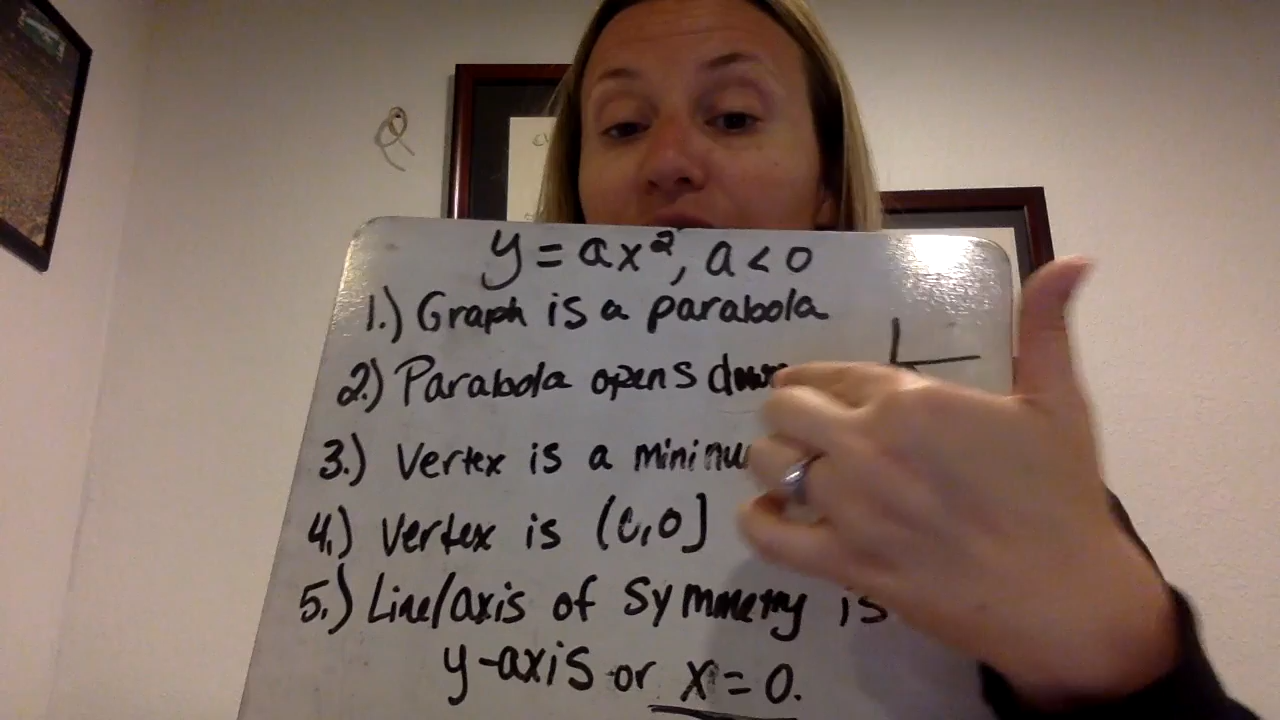 y = ax², a < 0
1.) Graph is a parabola
2.) Parabola opens down
3.) Vertex is a
4.) Vertex is (0,0)
5.) Line/axis of Symmetry is
y-axis or x = 0.